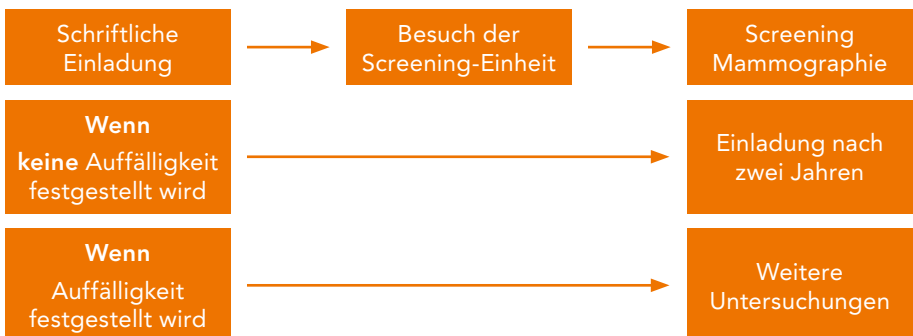 Schriftliche
Einladung
Besuch der
Screening-Einheit
Screening
Mammographie
Wenn
keine Auffälligkeit
festgestellt wird
Einladung nach
zwei Jahren
Wenn
Auffälligkeit
festgestellt wird
Weitere
Untersuchungen